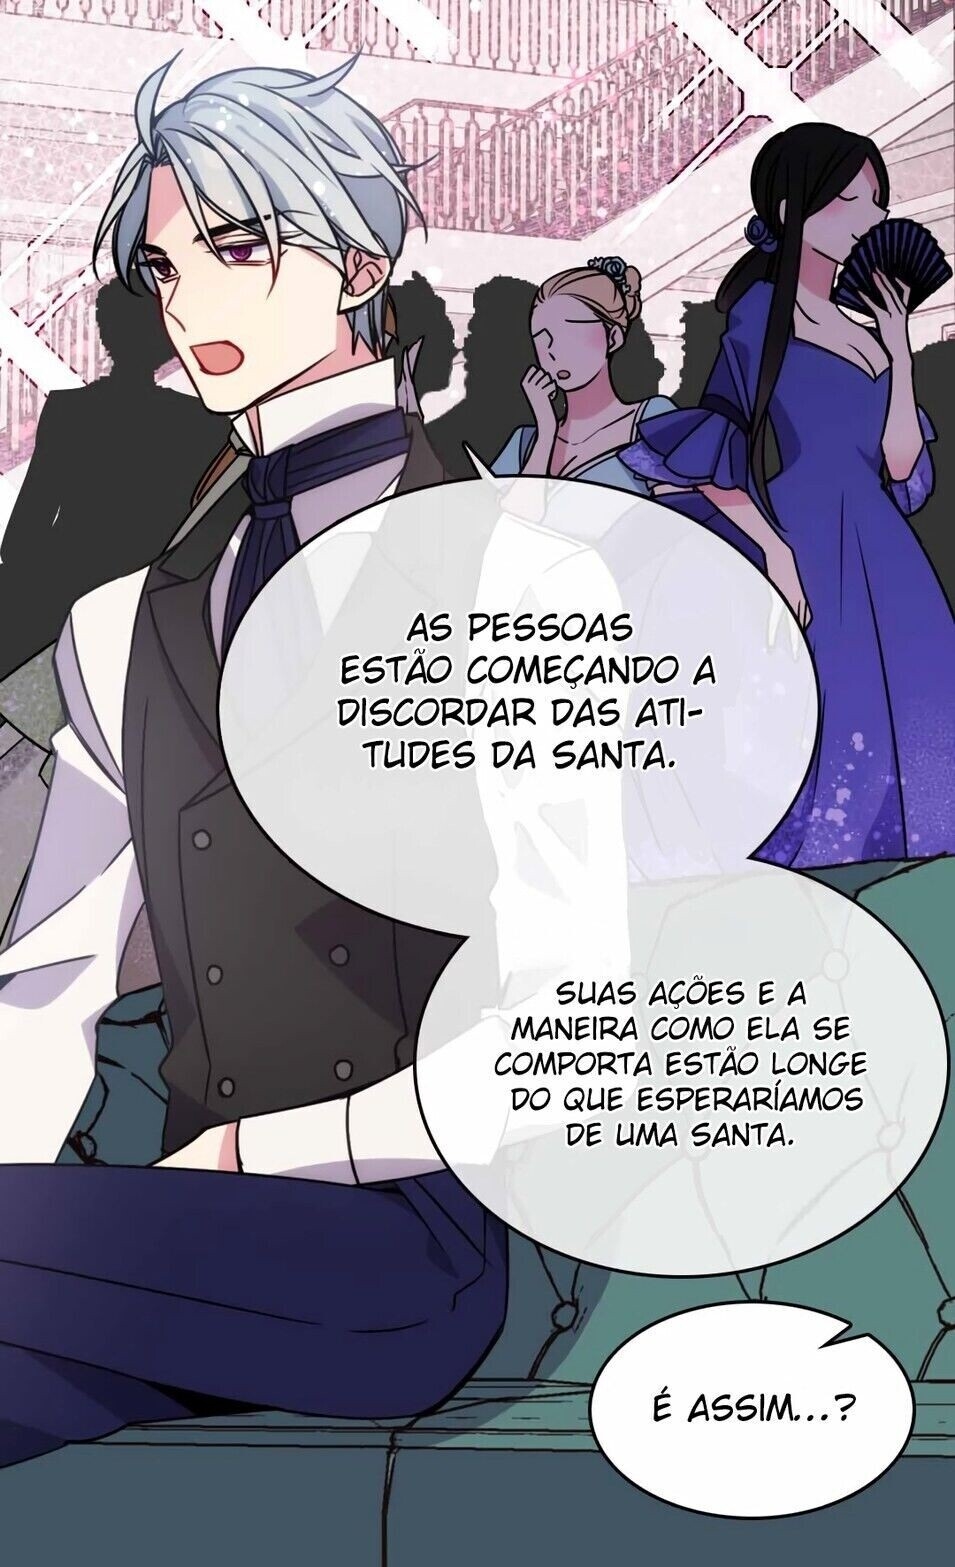 AS PESSOAS
ESTÃO COMEÇANDO A
DISCORDAR DAS ATI-
TUDES DA SANTA.
SUAS AÇÕES E A
MANEIRA COMO ELA SE
COMPORTA ESTÃO LONGE
DO QUE ESPERARÍAMOS
DE UMA SANTA.
É ASSIM...?